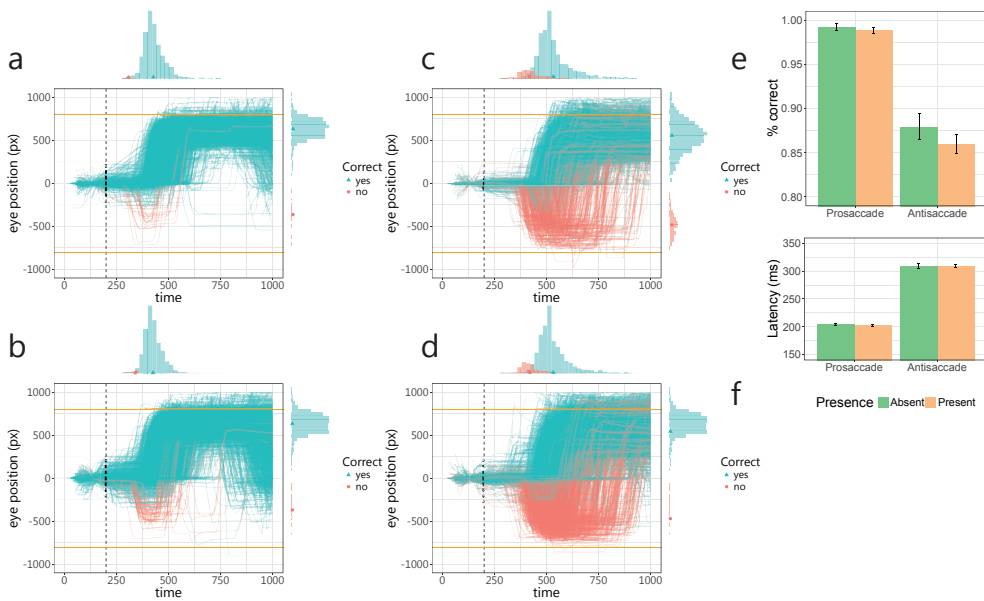 a
1000
500
0
-500
-1000
eye position (px)
0
250
500
750
1000
time
Correct
yes
no
c
1000
500
0
-500
-1000
eye position (px)
0
250
500
750
1000
time
Correct
yes
no
e
1.00
0.95
0.90
0.85
0.80
% correct
Prosaccade
Antisaccade
b
1000
500
0
-500
-1000
eye position (px)
0
250
500
750
1000
time
Correct
yes
no
d
1000
500
0
-500
-1000
eye position (px)
0
250
500
750
1000
time
Correct
yes
no
350
300
250
200
150
Latency (ms)
Prosaccade
Antisaccade
f
Presence Absent Present